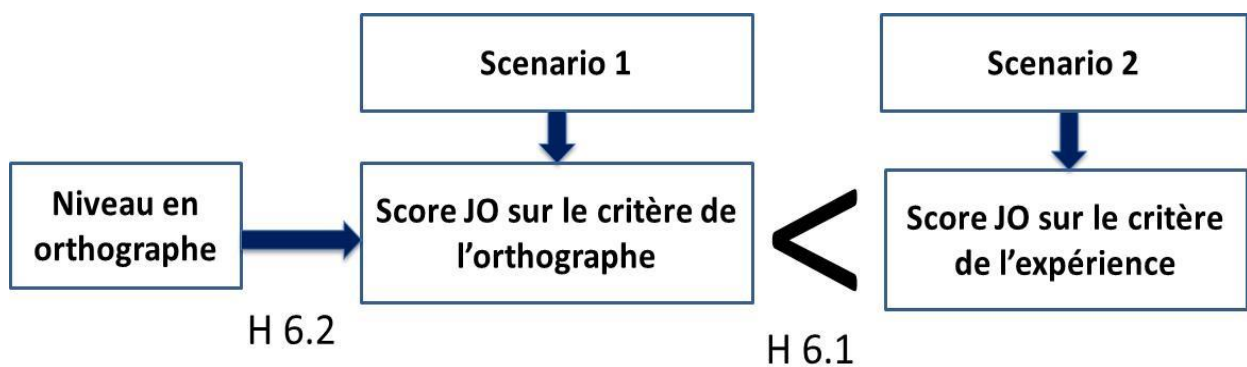 Scenario 1
Scenario 2
Niveau en
orthographe
Score JO sur le critère de
l'orthographe
<
Score JO sur le critère
de l'expérience
H 6.2
H 6.1